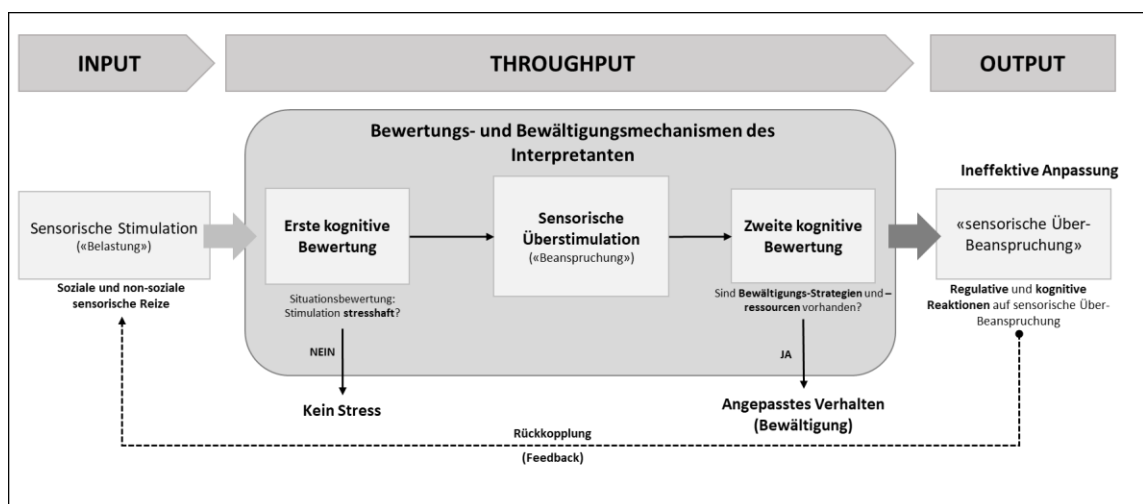 INPUT
THROUGHPUT
OUTPUT
Bewertungs- und Bewältigungsmechanismen des
Interpretanten
Sensorische Stimulation
(«Belastung»)
Soziale und non-soziale
sensorische Reize
Erste kognitive
Bewertung
Situationsbewertung:
Stimulation stresshaft?
NEIN
Kein Stress
Sensorische
Überstimulation
(«Beanspruchung»)
Zweite kognitive
Bewertung
Sind Bewältigungs-Strategien und –
ressourcen vorhanden?
JA
Angepasstes Verhalten
(Bewältigung)
Ineffektive Anpassung
«sensorische Über-
Beanspruchung»
Regulative und kognitive
Reaktionen auf sensorische Über-
Beanspruchung
Rückkopplung
(Feedback)